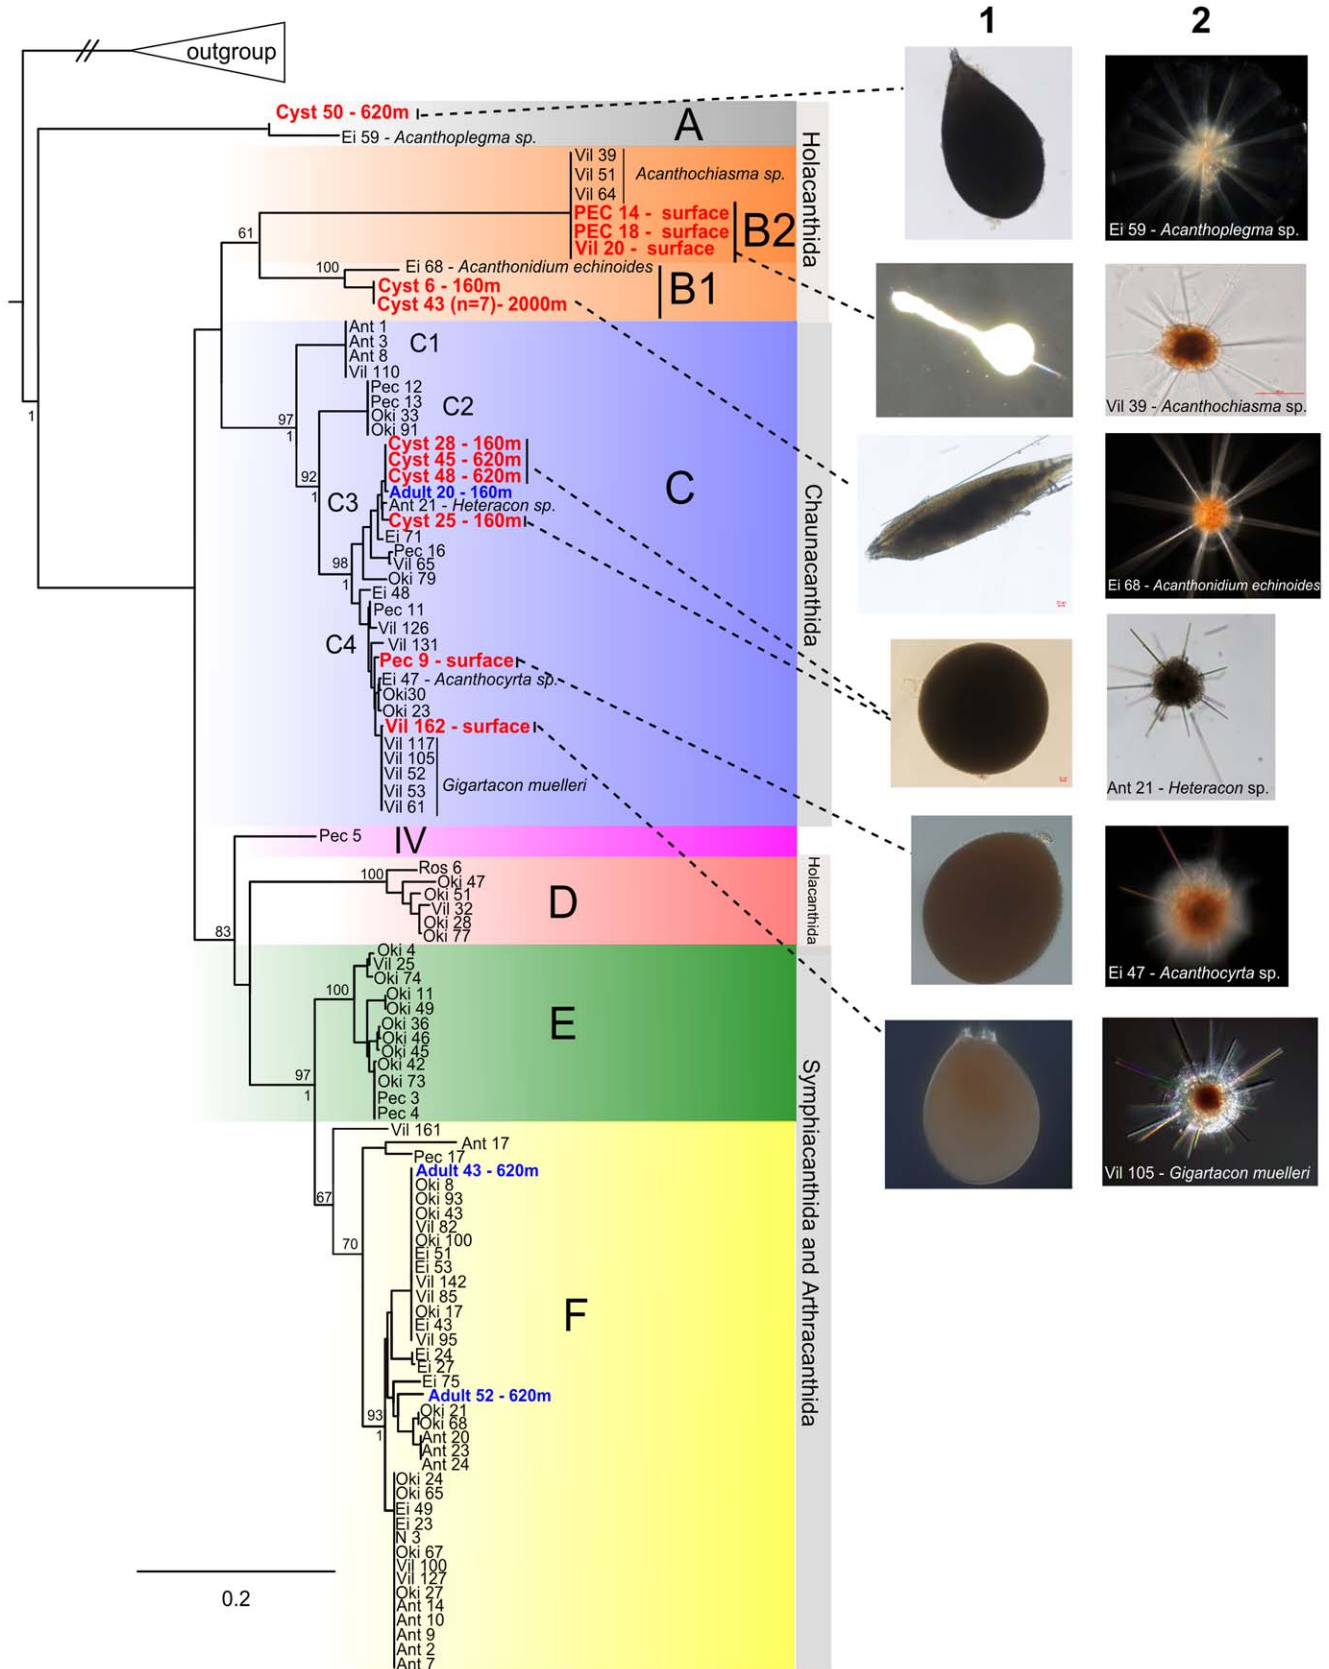 1
2
outgroup
Cyst 50 - 620m
Ei 59 - Acanthoplegma sp.
A
Vil 39
Vil 51
Vil 64
Acanthochiasma sp.
PEC 14 - surface
PEC 18 - surface
Vil 20 - surface
B2
61
100
Ei 68 - Acanthonidium echinoides
Cyst 6 - 160m
Cyst 43 (n=7)- 2000m
B1
Holacanthida
Ant 1
Ant 3
Ant 8
Vil 110
C1
Pec 12
Pec 13
Oki 33
Oki 91
C2
97
1
1
92
1
Cyst 28 - 160m
Cyst 45 - 620m
Cyst 48 - 620m
Adult 20 - 160m
Ant 21 - Heteracon sp.
Cyst 25 - 160m
C3
C
Ei 71
Pec 16
Vil 65
Oki 79
98
1
Ei 48
Pec 11
Vil 126
Vil 131
C4
Pec 9 - surface
Ei 47 - Acanthocyrta sp.
Oki30
Oki 23
Vil 162 - surface
Vil 117
Vil 105
Vil 52
Vil 53
Vil 61
Gigartacon muelleri
Chaunacanthida
Pec 5
IV
Ros 6
100
Oki 47
Oki 51
Vil 32
Oki 28
Oki 77
D
Holacanthida
83
Oki 4
Vil 25
Oki 74
100
Oki 11
Oki 49
Oki 36
Oki 46
Oki 45
Oki 42
Oki 73
Pec 3
Pec 4
E
97
1
Vil 161
Ant 17
Pec 17
67
70
Adult 43 - 620m
Oki 8
Oki 93
Oki 43
Vil 82
Oki 100
Ei 51
Ei 53
Vil 142
Vil 85
Oki 17
Ei 43
Vil 95
Ei 24
Ei 27
Ei 75
Adult 52 - 620m
Oki 21
Oki 68
Ant 20
Ant 23
Ant 24
93
1
F
Oki 24
Oki 65
Ei 49
Ei 23
N 3
Oki 67
Vil 100
Vil 127
Oki 27
Ant 14
Ant 10
Ant 9
Ant 2
Ant 7
Symphiacanthida and Arthracanthida
0.2
Ei 59 - Acanthoplegma sp.
Vil 39 - Acanthochiasma sp.
Ei 68 - Acanthonidium echinoides
Ant 21 - Heteracon sp.
Ei 47 - Acanthocyrta sp.
Vil 105 - Gigartacon muelleri